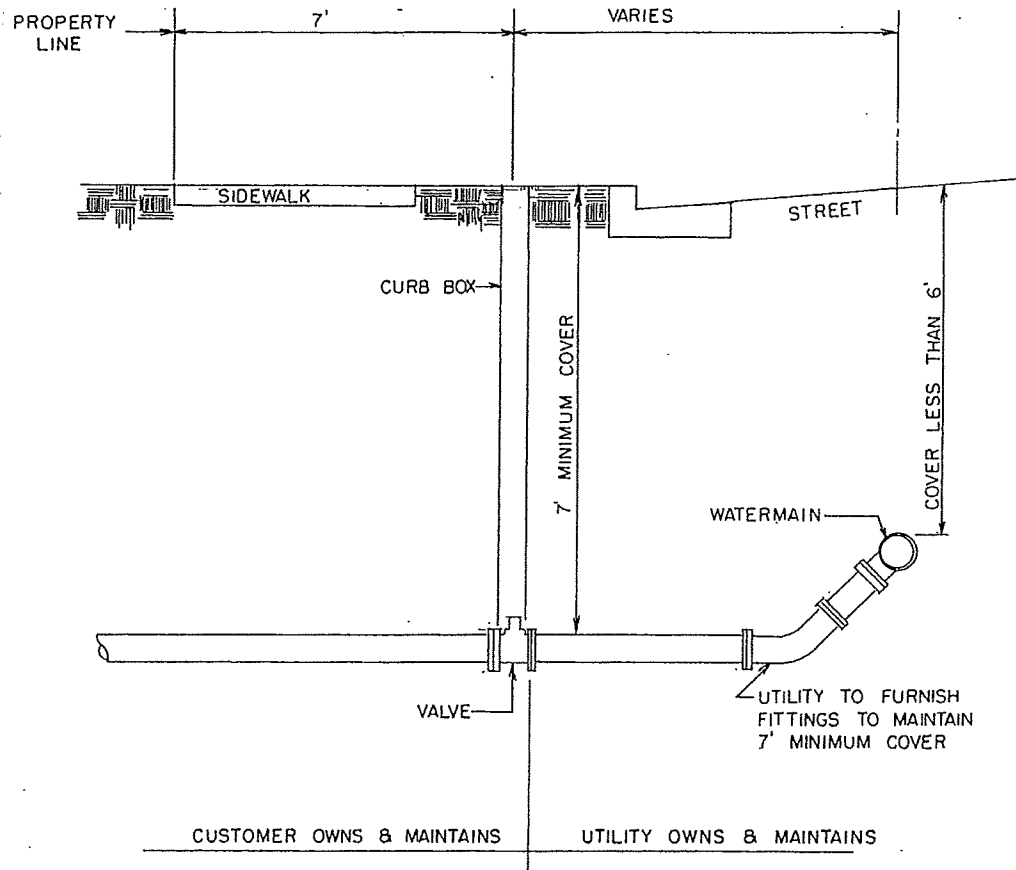 PROPERTY
LINE
7'
VARIES
SIDEWALK
STREET
CURB BOX
7' MINIMUM COVER
COVER LESS THAN 6'
WATERMAIN
VALVE
UTILITY TO FURNISH
FITTINGS TO MAINTAIN
7' MINIMUM COVER
CUSTOMER OWNS & MAINTAINS
UTILITY OWNS & MAINTAINS